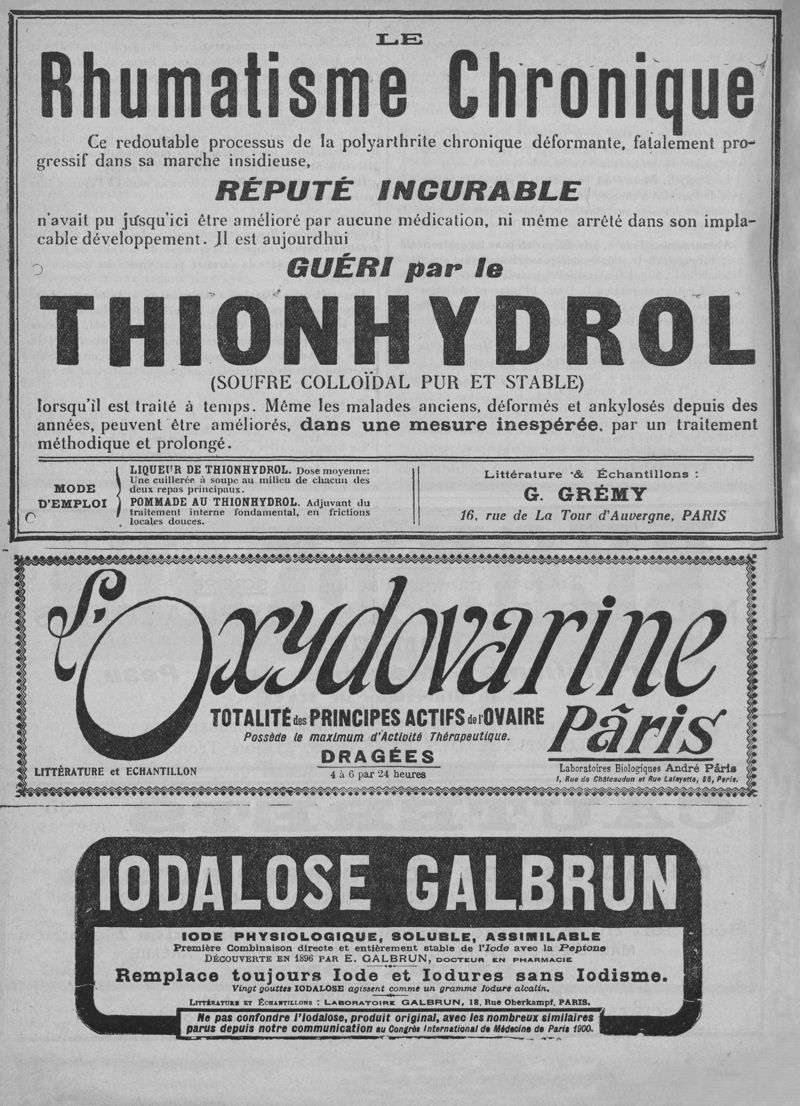 LE
Rhumatisme Chronique
Ce redoutable processus de la polyarthrite chronique déformante, fatalement pro-
gressif dans sa marche insidieuse,
RÉPUTÉ INCURABLE
n'avait pu jusqu'ici être amélioré par aucune médication, ni même arrêté dans son impla-
cable développement. Il est aujourd'hui
GUÉRI par le
THIONHYDROL
(SOUFRE COLLOÏDAL PUR ET STABLE)
lorsqu'il est traité à temps. Même les malades anciens, déformés et ankylosés depuis des
années, peuvent être améliorés, dans une mesure inespérée, par un traitement
méthodique et prolongé.
MODE
D'EMPLOI
LIQUEUR DE THIONHYDROL. Dose moyenne:
Une cuillerée à soupe au milieu de chacun des
deux repas principaux.
POMMADE AU THIONHYDROL. Adjuvant du
traitement interne fondamental, en frictions
locales douces.
Littérature & Échantillons :
G. GRÉMY
16, rue de La Tour d'Auvergne, PARIS
L'Oxydovarine
TOTALITÉ des PRINCIPES ACTIFS de l'OVAIRE
Possède le maximum d'Activité Thérapeutique.
DRAGÉES
4 à 6 par 24 heures
LITTÉRATURE et ECHANTILLON
Pâris
Laboratoires Biologiques André Pâris
1, Rue de Châteaudun et Rue Lafayette, 58, Paris.
IODALOSE GALBRUN
IODE PHYSIOLOGIQUE, SOLUBLE, ASSIMILABLE
Première Combinaison directe et entièrement stable de l'Iode avec la Peptone
DÉCOUVERTE EN 1896 PAR E. GALBRUN, DOCTEUR EN PHARMACIE
Remplace toujours Iode et Iodures sans Iodisme.
Vingt gouttes IODALOSE agissent comme un gramme Iodure alcalin.
LITTÉRATURE ET ÉCHANTILLONS : LABORATOIRE GALBRUN, 18, Rue Oberkampf, PARIS.
Ne pas confondre l'Iodalose, produit original, avec les nombreux similaires
parus depuis notre communication au Congrès International de Médecine de Paris 1900.